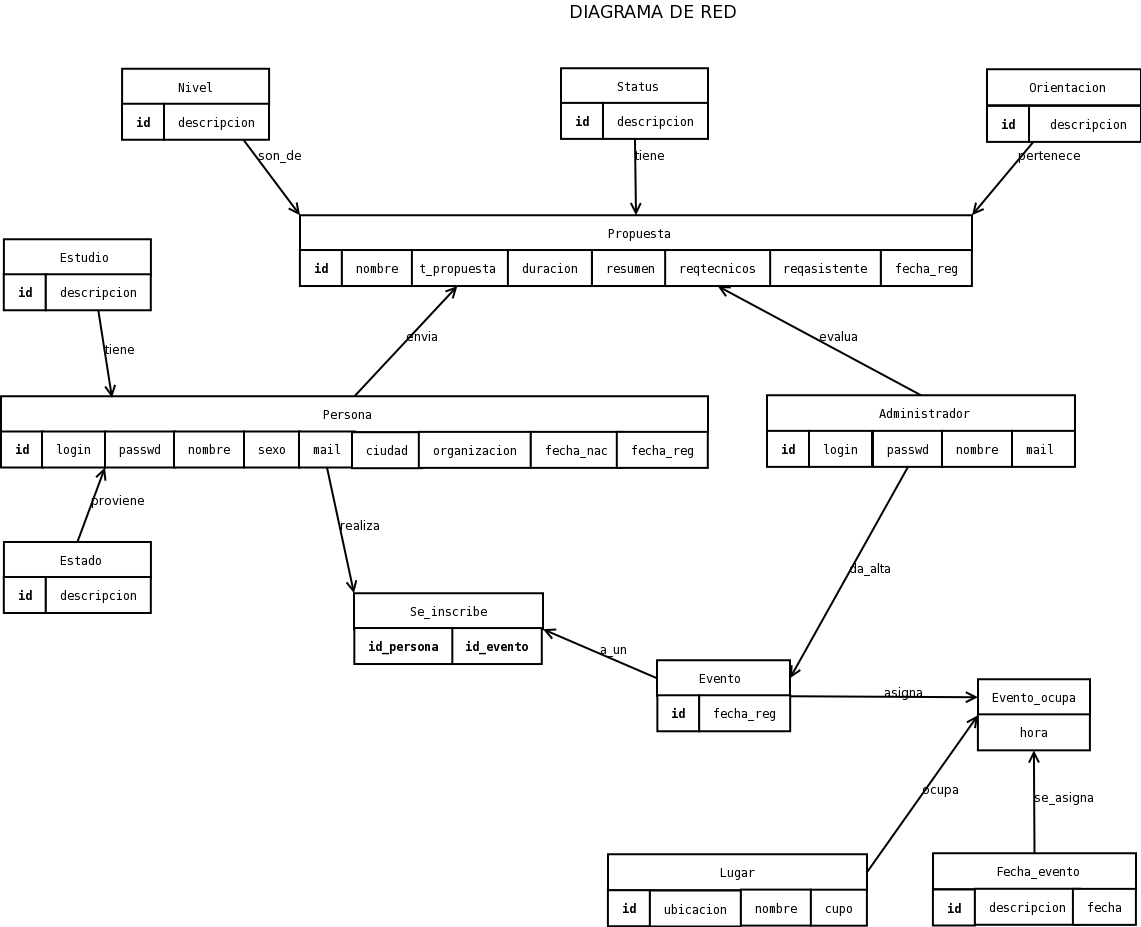 DIAGRAMA DE RED
Nivel
id descripcion
Status
id descripcion
Orientacion
id descripcion
son_de
tiene
pertenece
Propuesta
id nombre t_propuesta duracion resumen reqtecnicos reqasistente fecha_reg
Estudio
id descripcion
tiene
envia
evalua
Persona
id login passwd nombre sexo mail ciudad organizacion fecha_nac fecha_reg
Administrador
id login passwd nombre mail
proviene
realiza
Estado
id descripcion
da_alta
Se_inscribe
id_persona id_evento
a_un
Evento
id fecha_reg
asigna
Evento_ocupa
hora
ocupa
se_asigna
Lugar
id ubicacion nombre cupo
Fecha_evento
id descripcion fecha